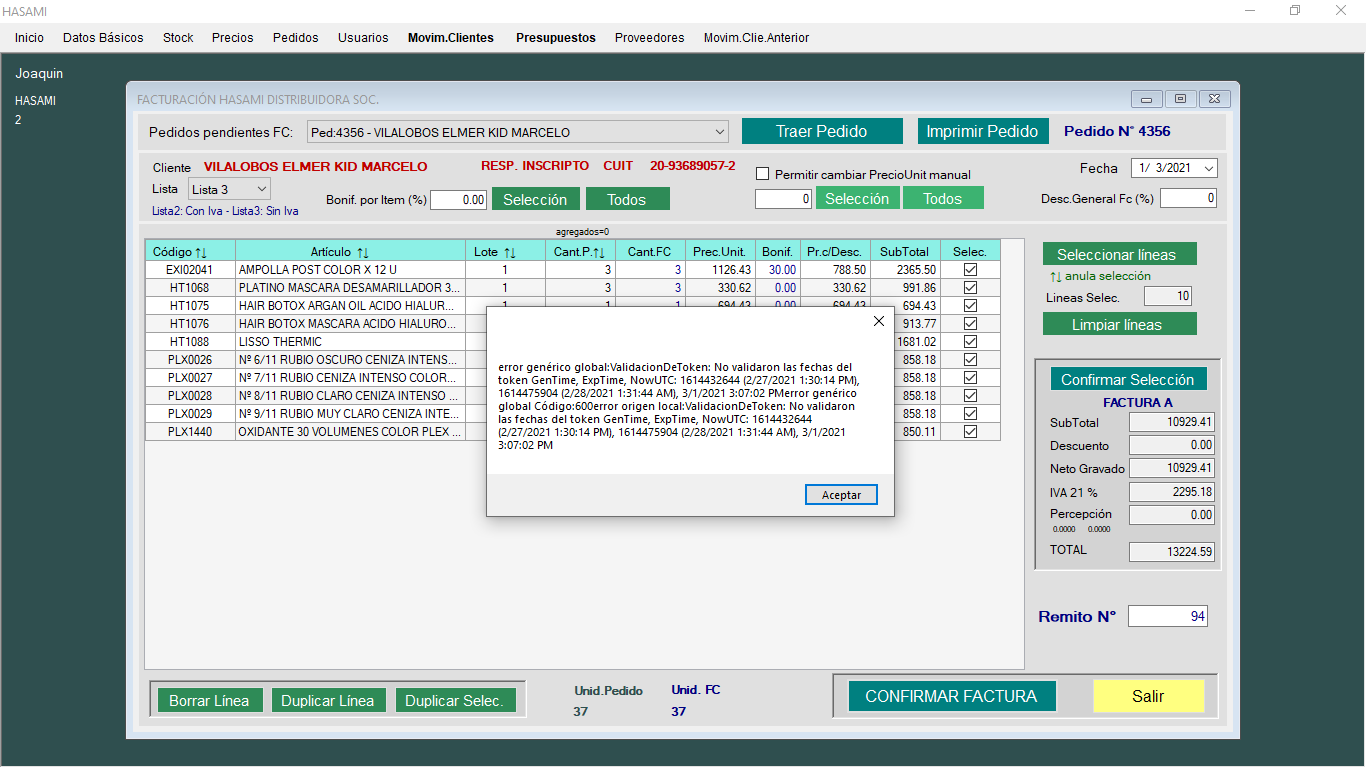 HASAMI
Inicio Datos Básicos Stock Precios Pedidos Usuarios Movim.Clientes Presupuestos Proveedores Movim.Clie.Anterior
Joaquin
HASAMI
2
FACTURACIÓN HASAMI DISTRIBUIDORA SOC.
Pedidos pendientes FC: Ped:4356 - VILALOBOS ELMER KID MARCELO Traer Pedido Imprimir Pedido Pedido Nº 4356
Cliente VILALOBOS ELMER KID MARCELO RESP. INSCRIPTO CUIT 20-93689057-2 Permitir cambiar PrecioUnit manual Fecha 1/ 3/2021
Lista Lista 3 Bonif. por Item (%) 0.00 Selección Todos 0 Selección Todos Desc.General Fc (%) 0
Lista2: Con Iva - Lista3: Sin Iva
agregados=0
Código ↑↓ Artículo ↑↓ Lote ↑↓ Cant.P.↑↓ Cant.FC Prec.Unit. Bonif. Pr.c/Desc. SubTotal Selec.
EXI02041 AMPOLLA POST COLOR X 12 U 1 3 3 1126.43 30.00 788.50 2365.50
HT1068 PLATINO MASCARA DESAMARILLADOR 3... 1 3 3 330.62 0.00 330.62 991.86
HT1075 HAIR BOTOX ARGAN OIL ACIDO HIALUR... 1 1 1 694.43 0.00 694.43 694.43
HT1076 HAIR BOTOX MASCARA ACIDO HIALURO... 913.77
HT1088 LISSO THERMIC 1681.02
PLX0026 Nº 6/11 RUBIO OSCURO CENIZA INTENS... 858.18
PLX0027 Nº 7/11 RUBIO CENIZA INTENSO COLOR... 858.18
PLX0028 Nº 8/11 RUBIO CLARO CENIZA INTENSO ... 858.18
PLX0029 Nº 9/11 RUBIO MUY CLARO CENIZA INTE... 858.18
PLX1440 OXIDANTE 30 VOLUMENES COLOR PLEX ... 850.11
error genérico global:ValidacionDeToken: No validaron las fechas del
token GenTime, ExpTime, NowUTC: 1614432644 (2/27/2021 1:30:14 PM),
1614475904 (2/28/2021 1:31:44 AM), 3/1/2021 3:07:02 PMerror genérico
global Código:600error origen local:ValidacionDeToken: No validaron
las fechas del token GenTime, ExpTime, NowUTC: 1614432644
(2/27/2021 1:30:14 PM), 1614475904 (2/28/2021 1:31:44 AM), 3/1/2021
3:07:02 PM
Aceptar
Seleccionar líneas
↑↓ anula selección
Lineas Selec. 10
Limpiar líneas
Confirmar Selección
FACTURA A
SubTotal 10929.41
Descuento 0.00
Neto Gravado 10929.41
IVA 21 % 2295.18
Percepción 0.00
0.0000 0.0000
TOTAL 13224.59
Remito Nº 94
Borrar Línea Duplicar Línea Duplicar Selec.
Unid.Pedido Unid. FC
37 37
CONFIRMAR FACTURA Salir